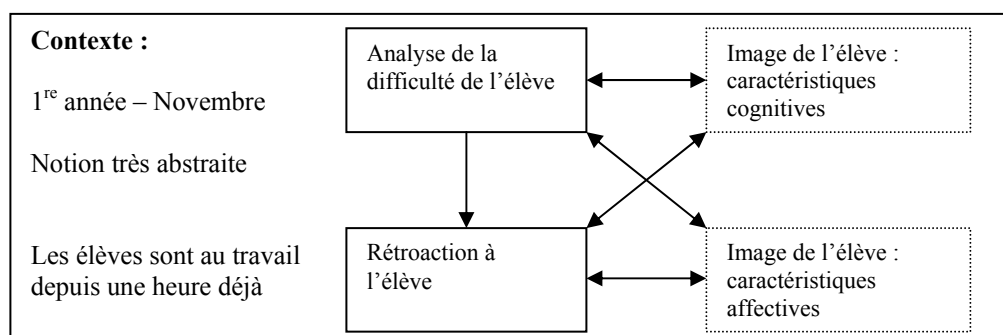 Contexte :
1re année – Novembre
Notion très abstraite
Les élèves sont au travail
depuis une heure déjà
Analyse de la
difficulté de l’élève
Image de l’élève :
caractéristiques
cognitives
Rétroaction à
l’élève
Image de l’élève :
caractéristiques
affectives